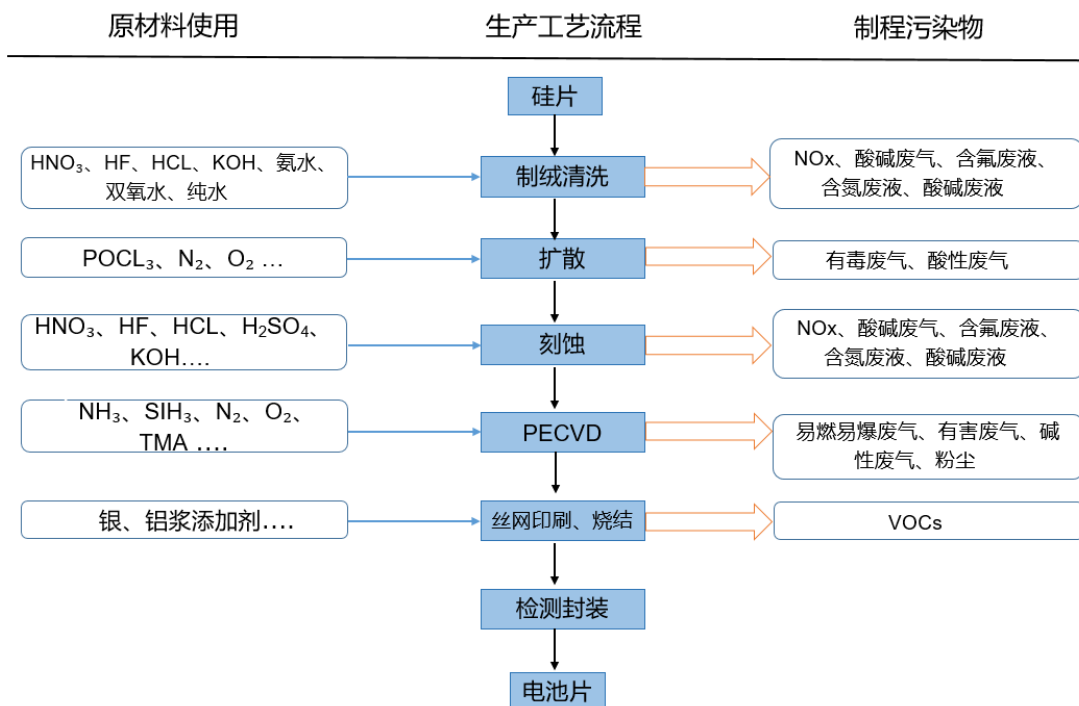 原材料使用
生产工艺流程
制程污染物
硅片
HNO₃、HF、HCL、KOH、氨水、
双氧水、纯水
制绒清洗
NOx、酸碱废气、含氟废液、
含氮废液、酸碱废液
POCL₃、N₂、O₂ …
扩散
有毒废气、酸性废气
HNO₃、HF、HCL、H₂SO₄、
KOH….
刻蚀
NOx、酸碱废气、含氟废液、
含氮废液、酸碱废液
NH₃、SIH₃、N₂、O₂、
TMA ….
PECVD
易燃易爆废气、有害废气、碱
性废气、粉尘
银、铝浆添加剂….
丝网印刷、烧结
VOCs
检测封装
电池片